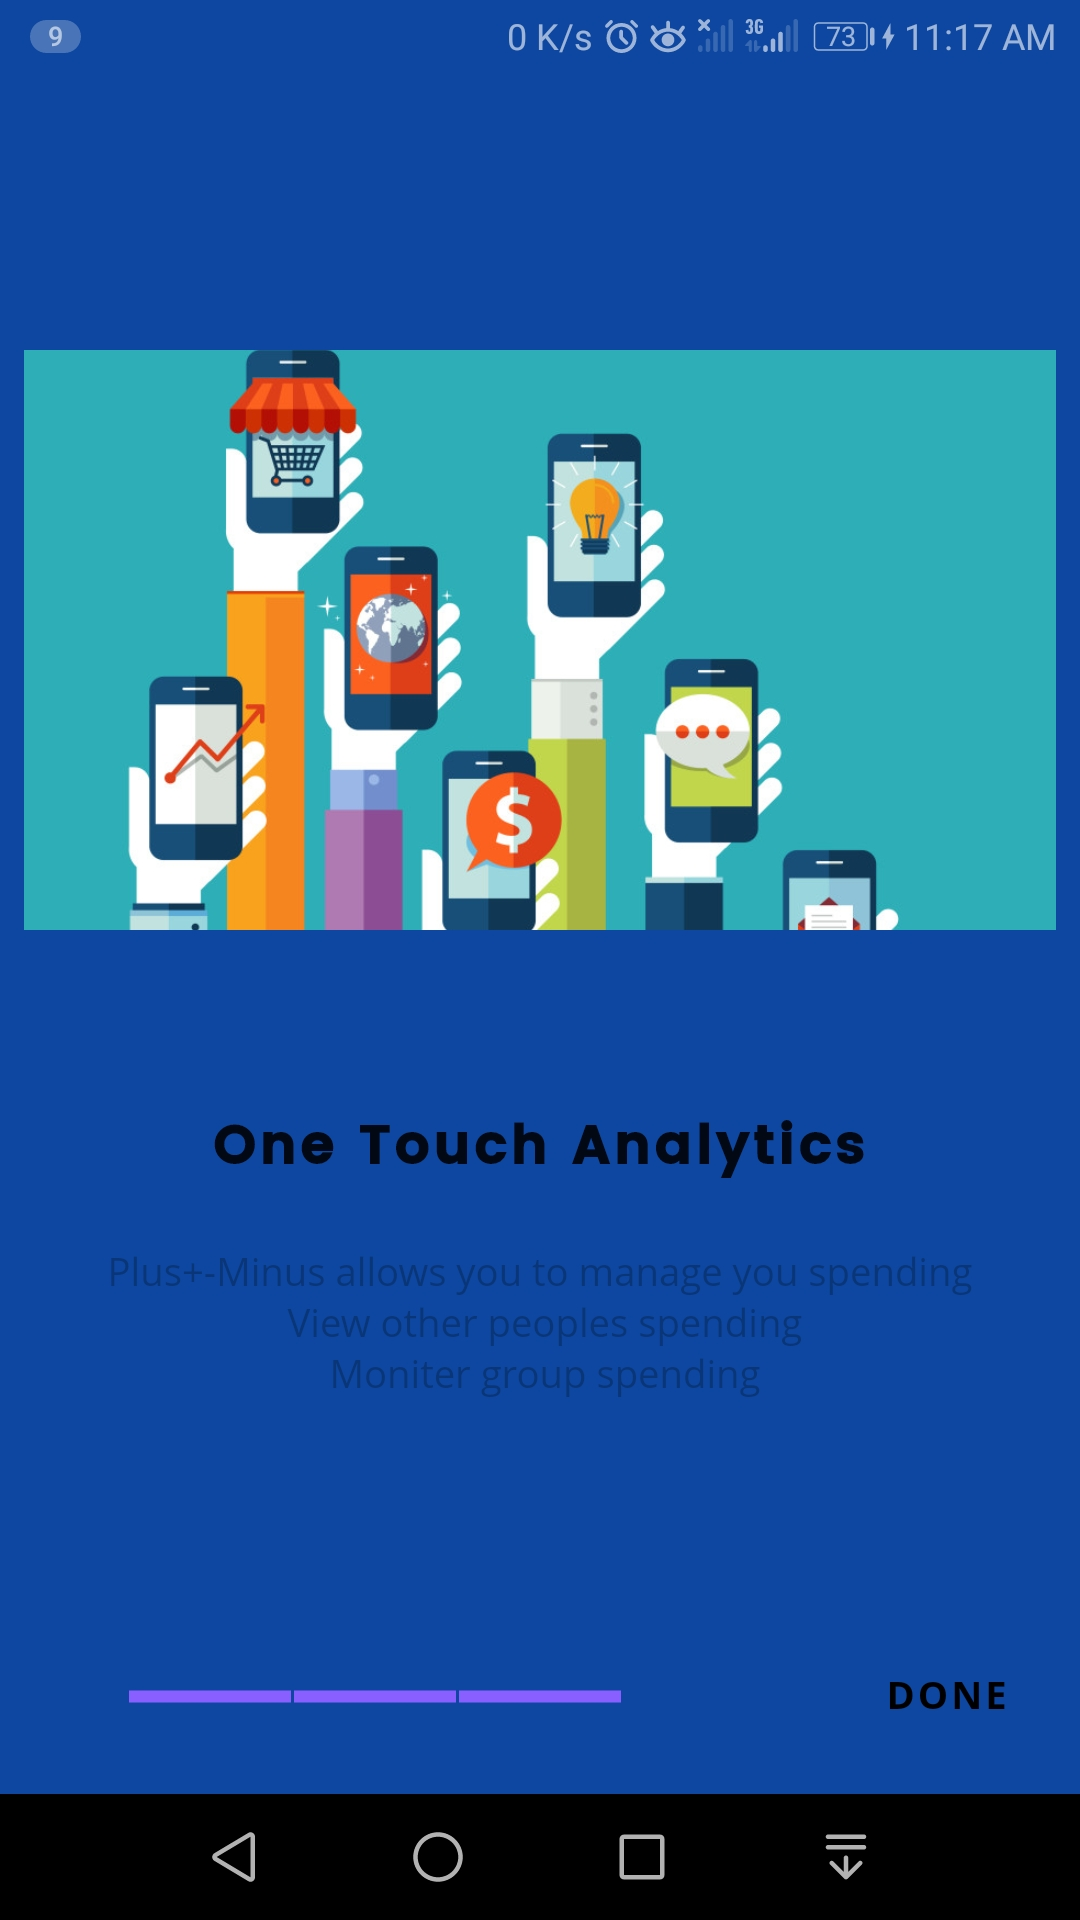 9 0 K/s 3G 73 11:17 AM
$
One Touch Analytics
Plus+-Minus allows you to manage you spending
View other peoples spending
Moniter group spending
DONE